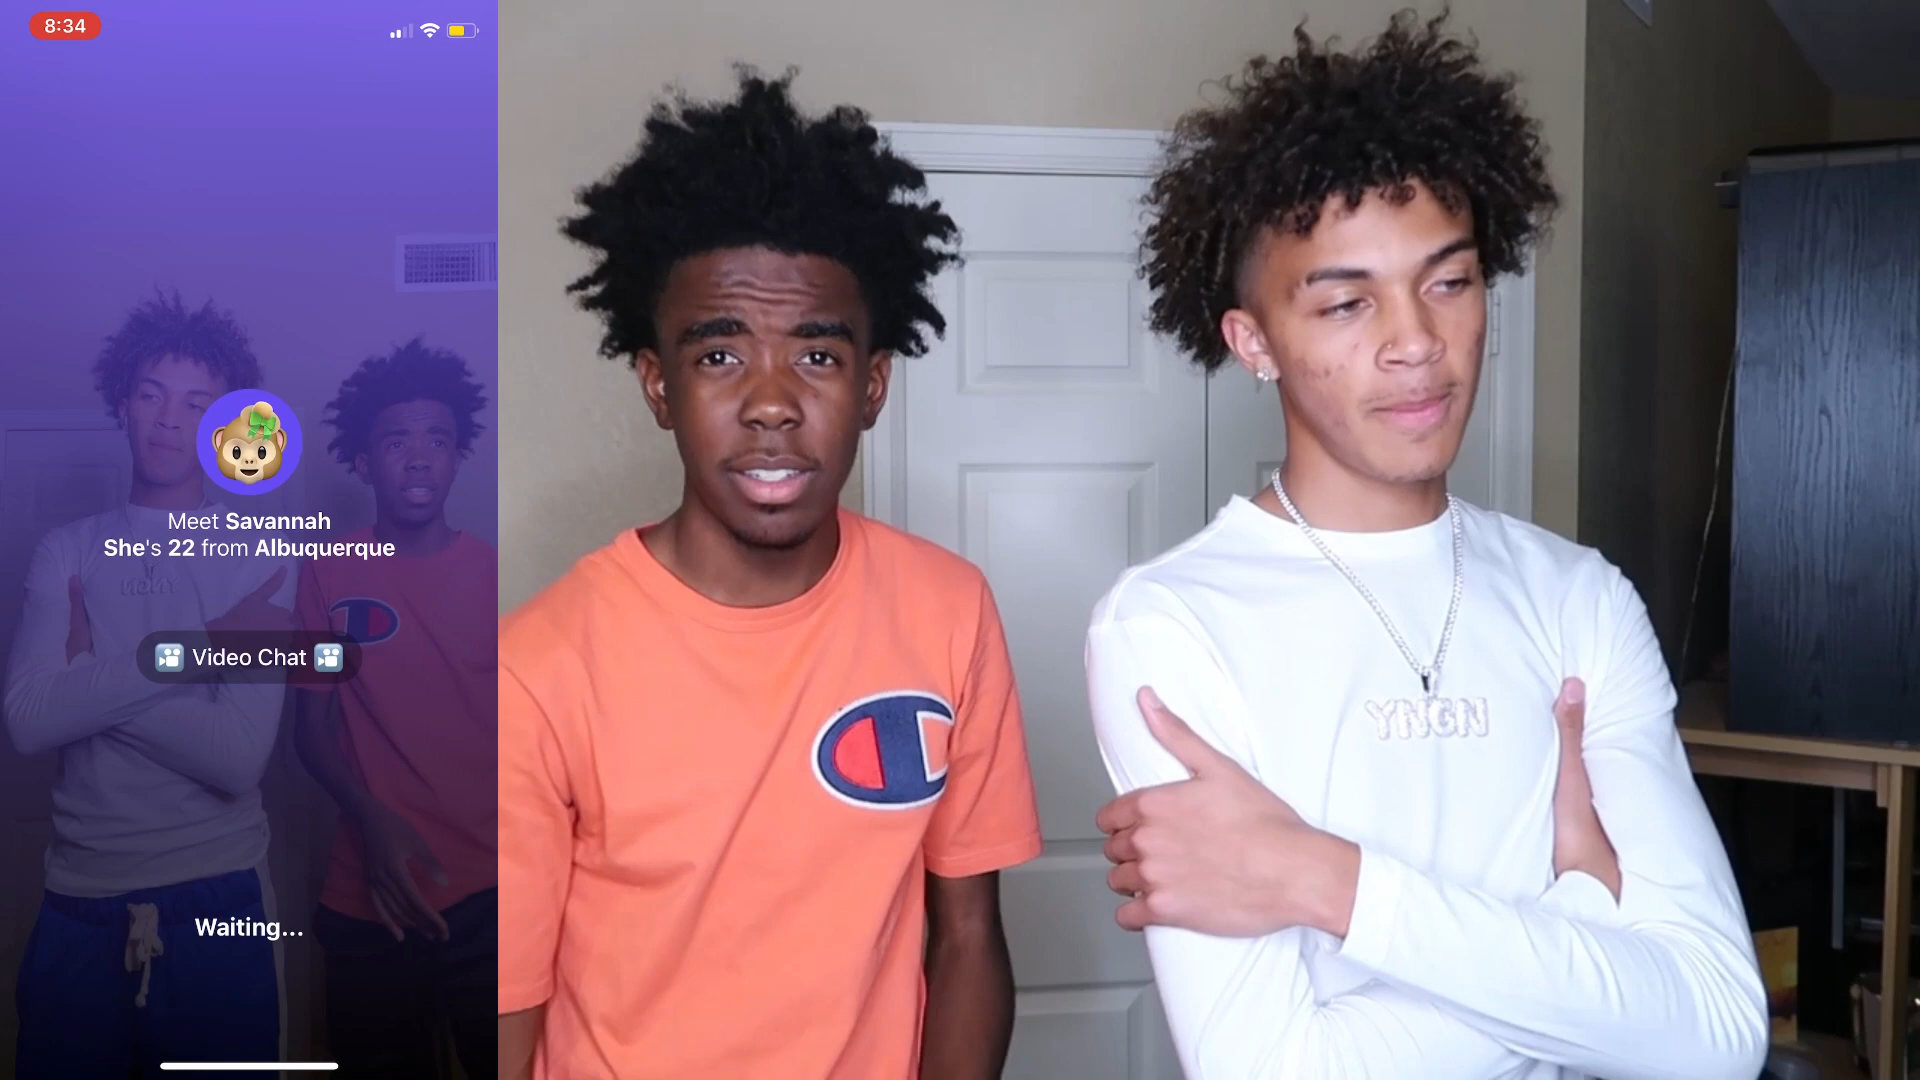 8:34
Meet Savannah
She's 22 from Albuquerque
Video Chat
Waiting...
YNGN